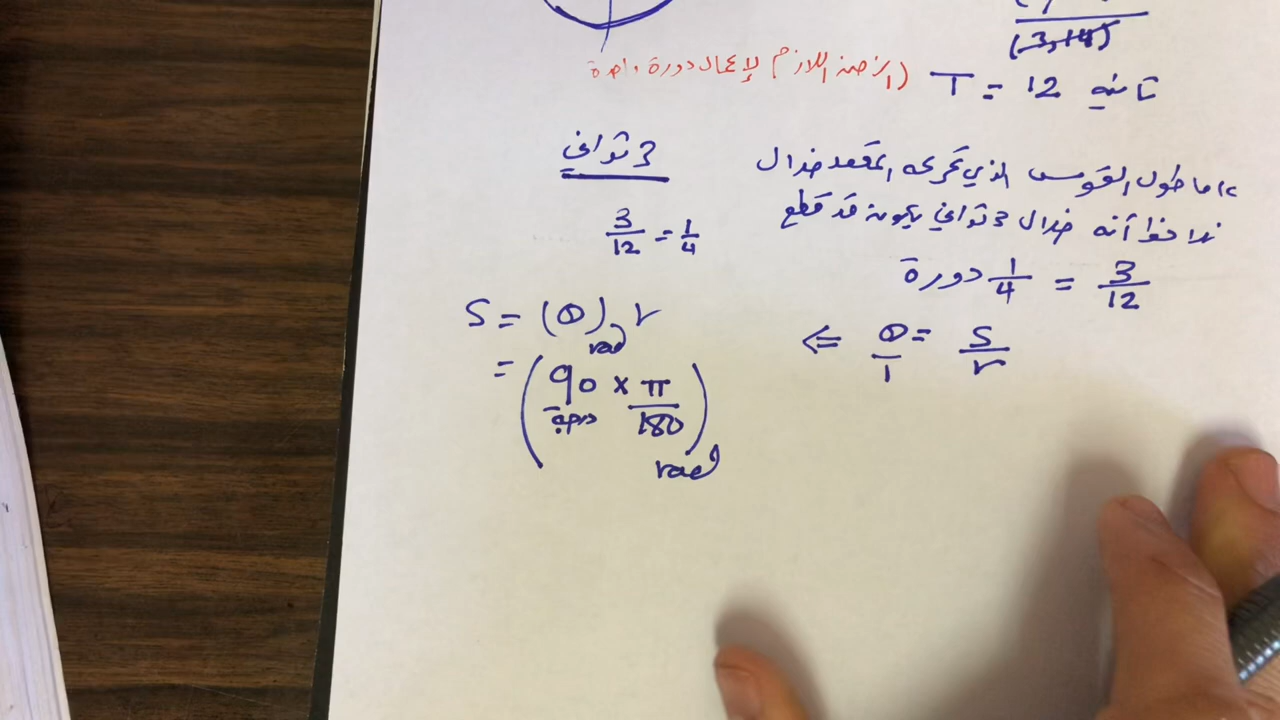 (3,14)
T = 12 ثانيه
(الزمن اللازم لإكمال دورة واحدة
ما طول القوس الذي تحركه المقعد خلال
3 ثواني
نلاحظ أنه خلال 3 ثواني يكون قد قطع
3/12 = 1/4 دورة
3/12 = 1/4
θ/1 = S/r ⇐
S = (θ)rad r
= (90 درجة × π/180) rad